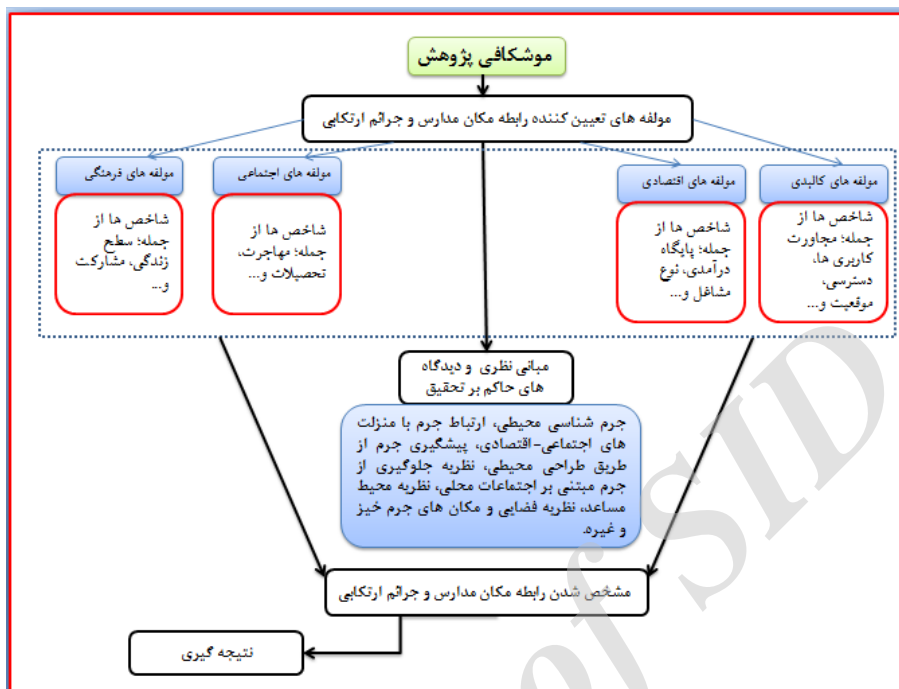 موشکافی پژوهش
مولفه های تعیین کننده رابطه مکان مدارس و جرائم ارتکابی
مولفه های کالبدی
مولفه های اقتصادی
مولفه های اجتماعی
مولفه های فرهنگی
شاخص ها از
جمله؛ مجاورت
کاربری ها،
دسترسی،
موقعیت و...
شاخص ها از
جمله؛ پایگاه
درآمدی، نوع
مشاغل و...
شاخص ها از
جمله؛ مهاجرت،
تحصیلات و...
شاخص ها از
جمله؛ سطح
زندگی، مشارکت
و...
مبانی نظری و دیدگاه
های حاکم بر تحقیق
جرم شناسی محیطی، ارتباط جرم با منزلت
های اجتماعی-اقتصادی، پیشگیری جرم از
طریق طراحی محیطی، نظریه جلوگیری از
جرم مبتنی بر اجتماعات محلی، نظریه محیط
مساعد، نظریه فضایی و مکان های جرم خیز
و غیره.
مشخص شدن رابطه مکان مدارس و جرائم ارتکابی
نتیجه گیری
of SID